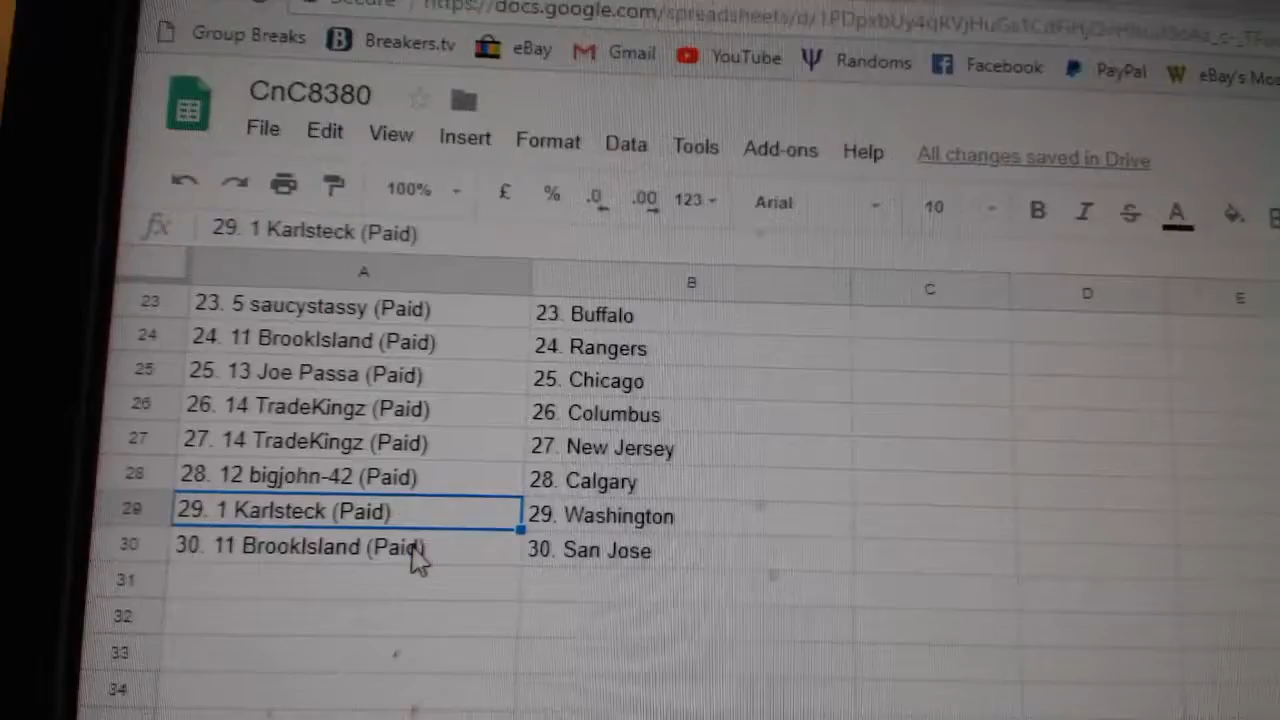 https://docs.google.com/spreadsheets/d/
Group Breaks Breakers.tv eBay Gmail YouTube Randoms Facebook PayPal eBay's
CnC8380
File Edit View Insert Format Data Tools Add-ons Help All changes saved in Drive
100% £ % .0 .00 123 Arial 10 B I S A
fx 29. 1 Karlsteck (Paid)
A B C D E
23 23. 5 saucystassy (Paid) 23. Buffalo
24 24. 11 BrookIsland (Paid) 24. Rangers
25 25. 13 Joe Passa (Paid) 25. Chicago
26 26. 14 TradeKingz (Paid) 26. Columbus
27 27. 14 TradeKingz (Paid) 27. New Jersey
28 28. 12 bigjohn-42 (Paid) 28. Calgary
29 29. 1 Karlsteck (Paid) 29. Washington
30 30. 11 BrookIsland (Paid) 30. San Jose
31
32
33
34